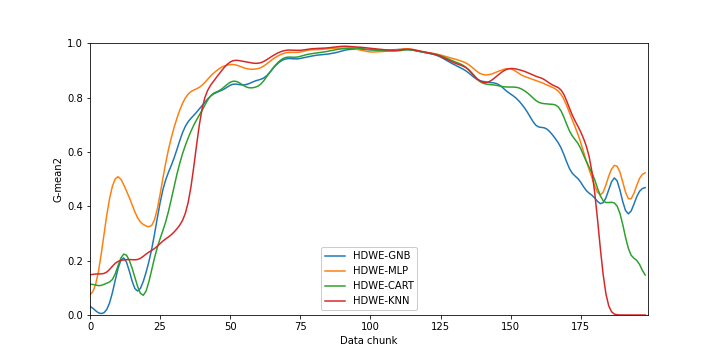 1.0
0.8
0.6
0.4
0.2
0.0
G-mean2
0 25 50 75 100 125 150 175
Data chunk
HDWE-GNB
HDWE-MLP
HDWE-CART
HDWE-KNN